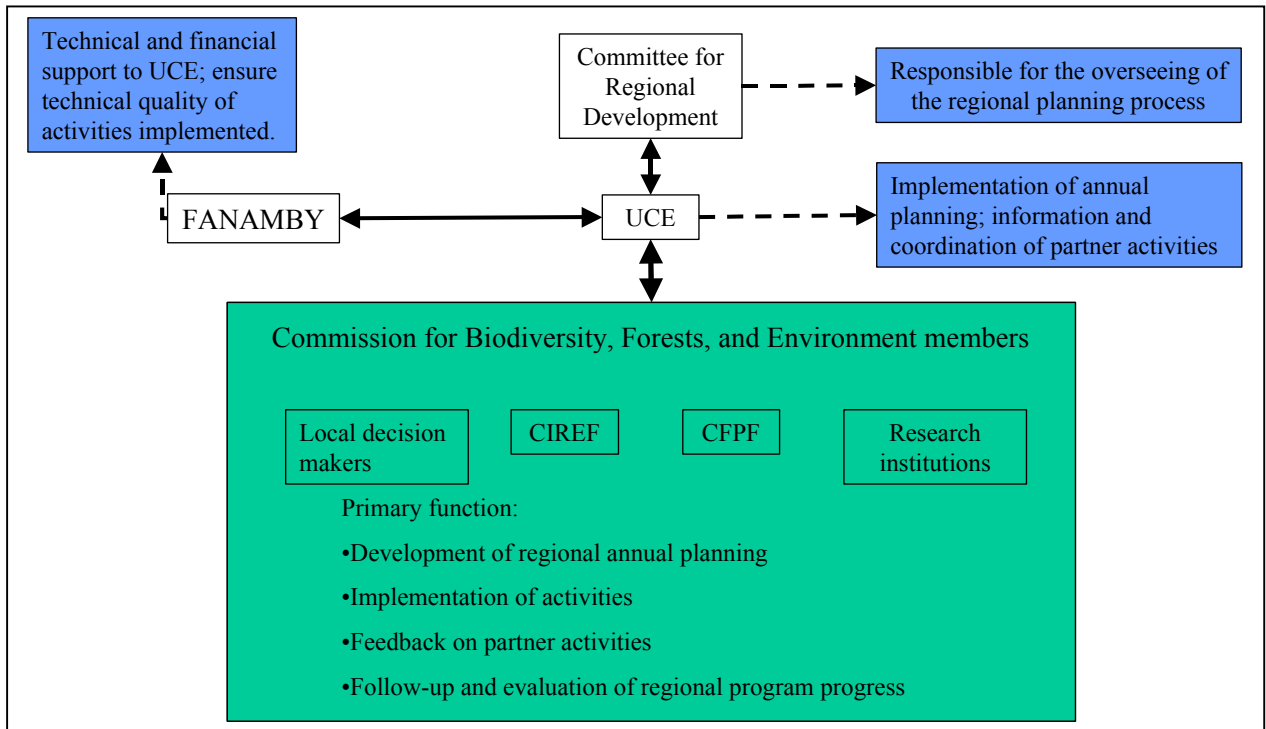 Technical and financial
support to UCE; ensure
technical quality of
activities implemented.
Committee for
Regional
Development
Responsible for the overseeing of
the regional planning process
FANAMBY
UCE
Implementation of annual
planning; information and
coordination of partner activities
Commission for Biodiversity, Forests, and Environment members
Local decision
makers
CIREF
CFPF
Research
institutions
Primary function:
•Development of regional annual planning
•Implementation of activities
•Feedback on partner activities
•Follow-up and evaluation of regional program progress